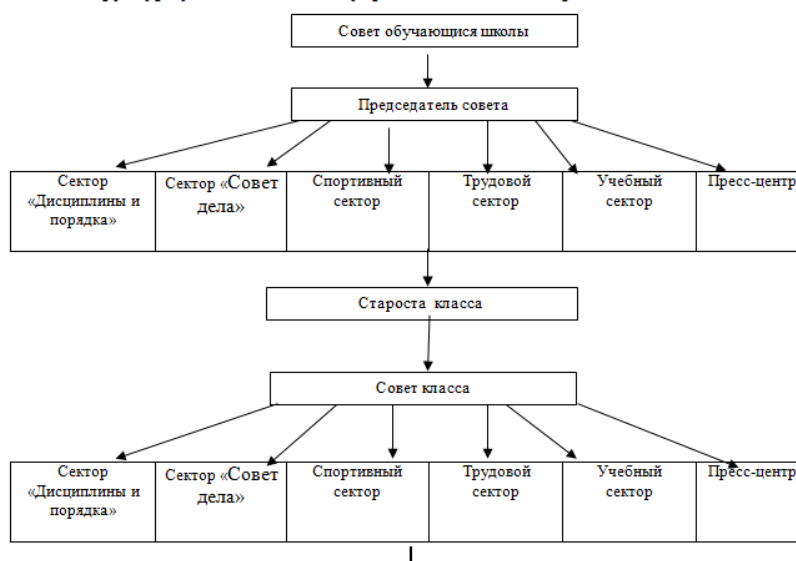 Совет обучающиеся школы
Председатель совета
Сектор
«Дисциплины и
порядка»
Сектор «Совет
дела»
Спортивный
сектор
Трудовой
сектор
Учебный
сектор
Пресс-центр
Староста класса
Совет класса
Сектор
«Дисциплины и
порядка»
Сектор «Совет
дела»
Спортивный
сектор
Трудовой
сектор
Учебный
сектор
Пресс-центр